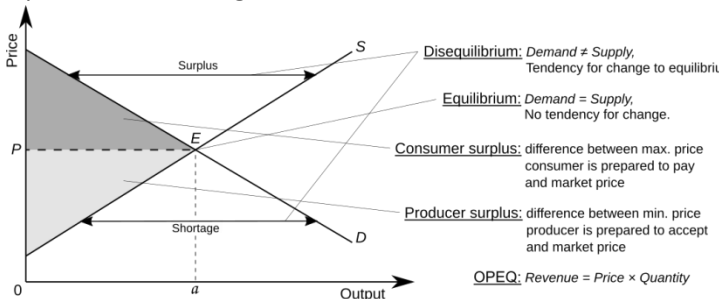 Price
S
Surplus
Disequilibrium: Demand ≠ Supply,
Tendency for change to equilibriu
Equilibrium: Demand = Supply,
No tendency for change.
E
P
Consumer surplus: difference between max. price
consumer is prepared to pay
and market price
Producer surplus: difference between min. price
producer is prepared to accept
and market price
Shortage
D
OPEQ: Revenue = Price × Quantity
0
a
Output